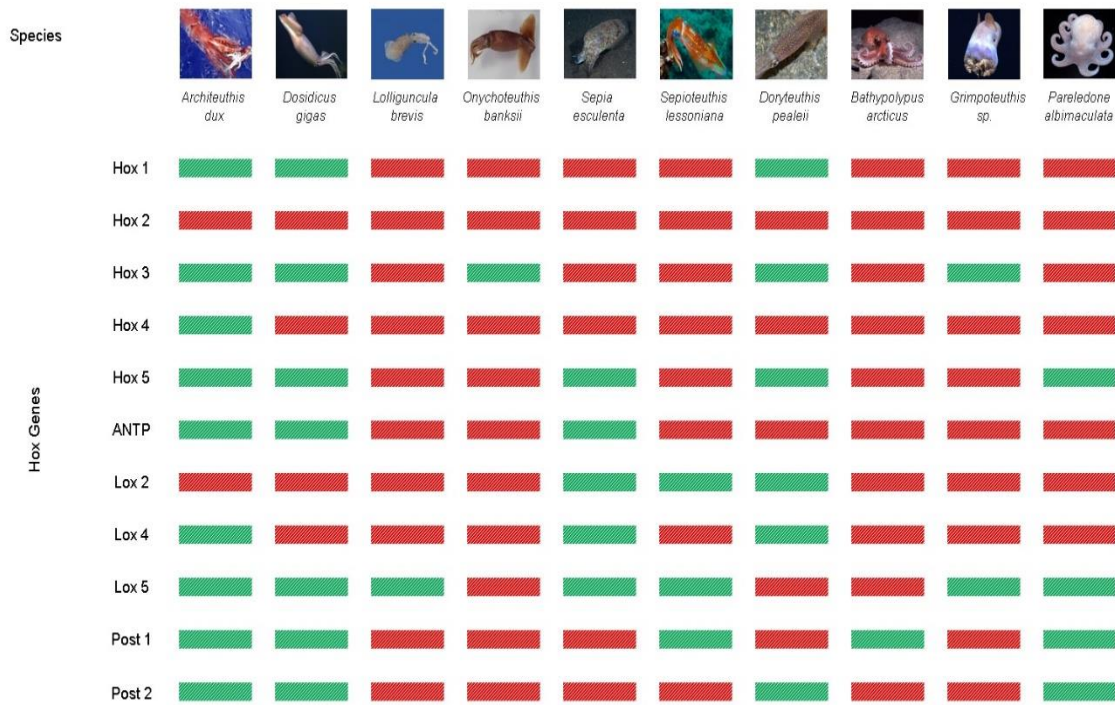 Species
Architeuthis
dux
Dosidicus
gigas
Lolliguncula
brevis
Onychoteuthis
banksii
Sepia
esculenta
Sepioteuthis
lessoniana
Doryteuthis
pealeii
Bathypolypus
arcticus
Grimpoteuthis
sp.
Pareledone
albimaculata
Hox Genes
Hox 1
Hox 2
Hox 3
Hox 4
Hox 5
ANTP
Lox 2
Lox 4
Lox 5
Post 1
Post 2